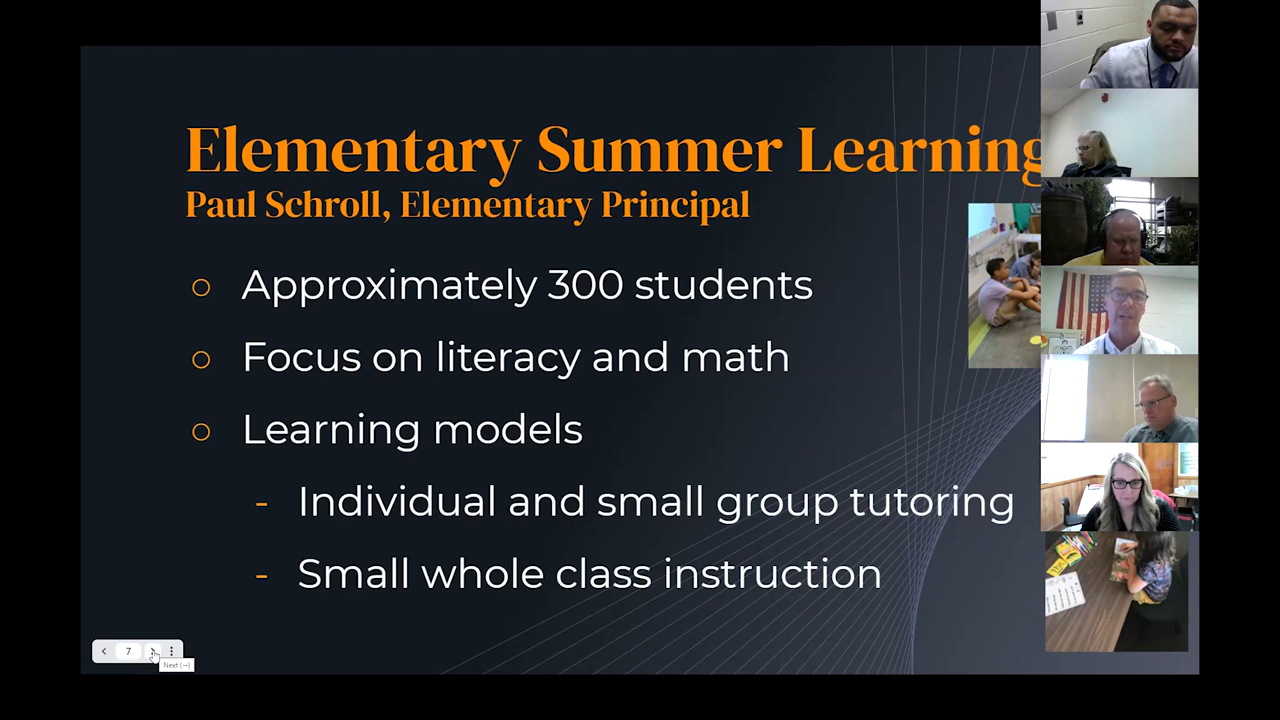 Elementary Summer Learning
Paul Schroll, Elementary Principal
○ Approximately 300 students
○ Focus on literacy and math
○ Learning models
- Individual and small group tutoring
- Small whole class instruction
7
Next (→)